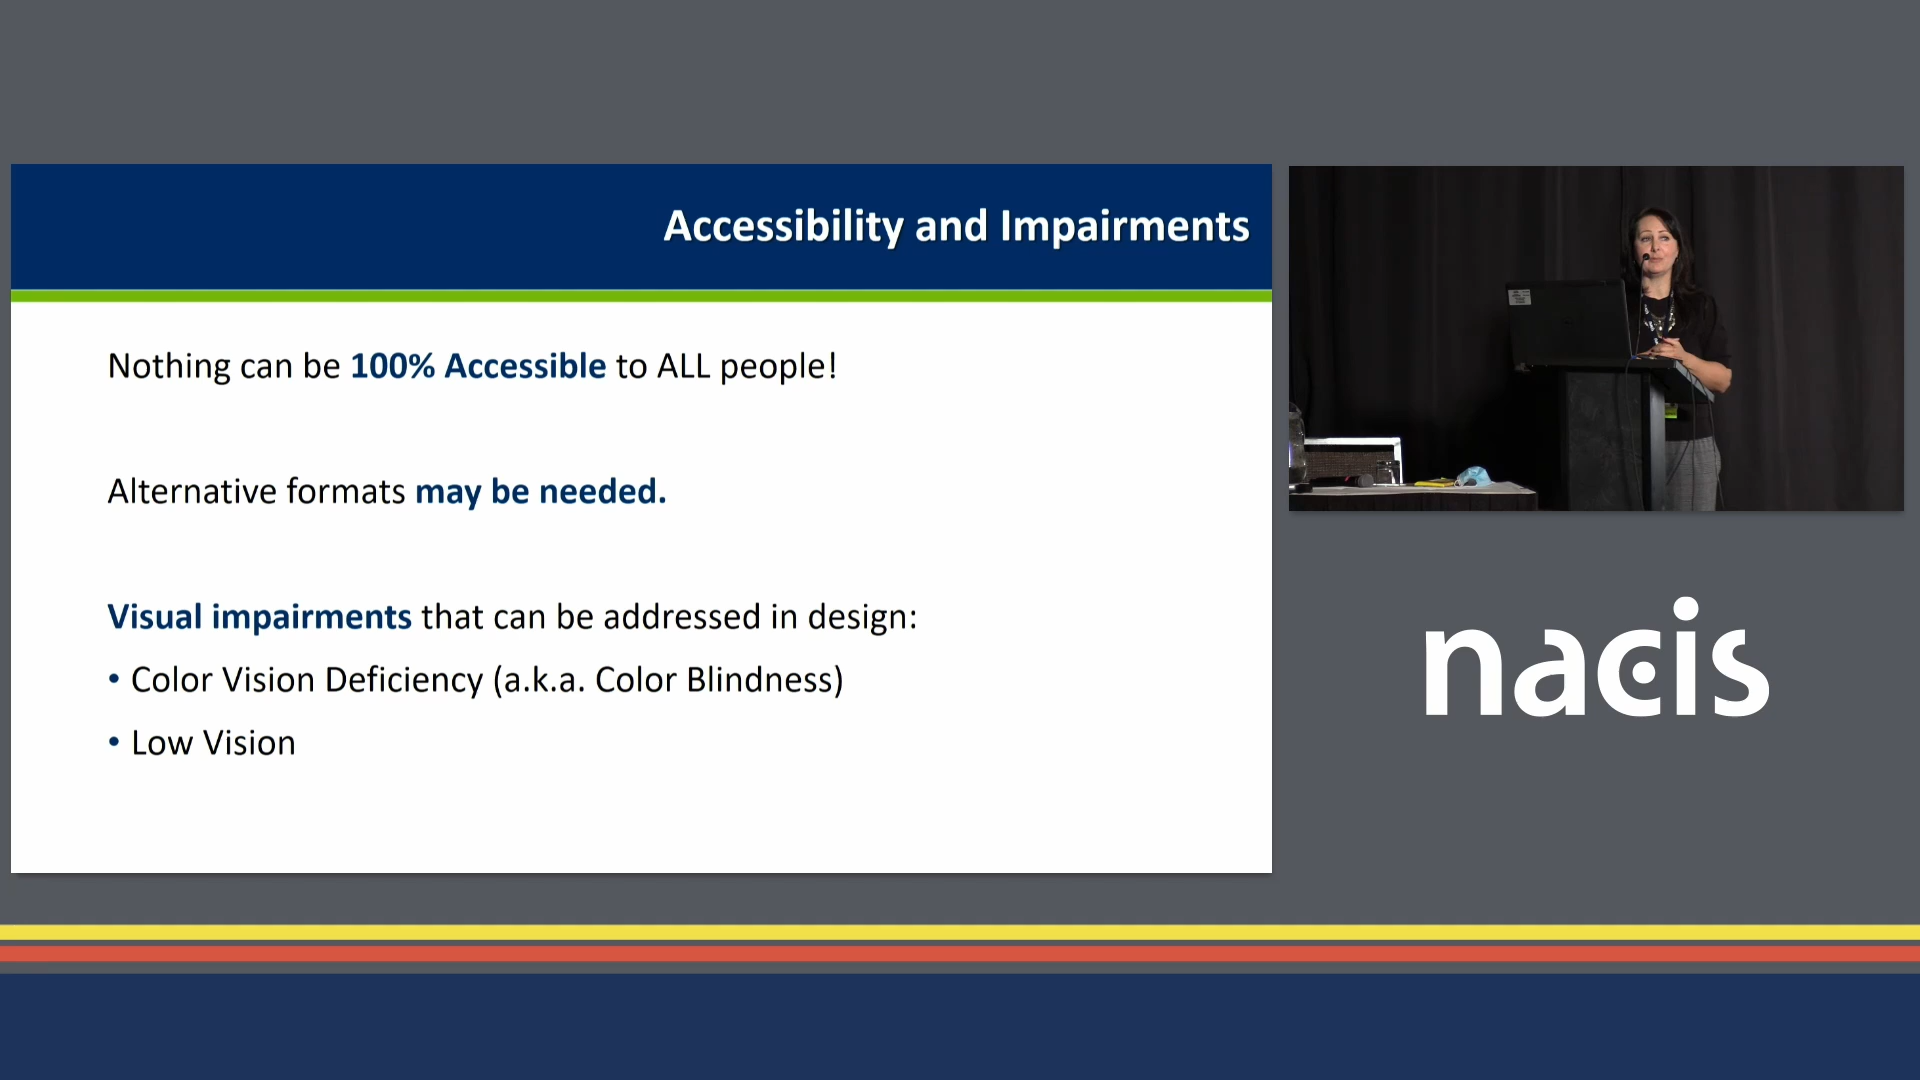 Accessibility and Impairments
Nothing can be 100% Accessible to ALL people!
Alternative formats may be needed.
Visual impairments that can be addressed in design:
• Color Vision Deficiency (a.k.a. Color Blindness)
• Low Vision
nacis